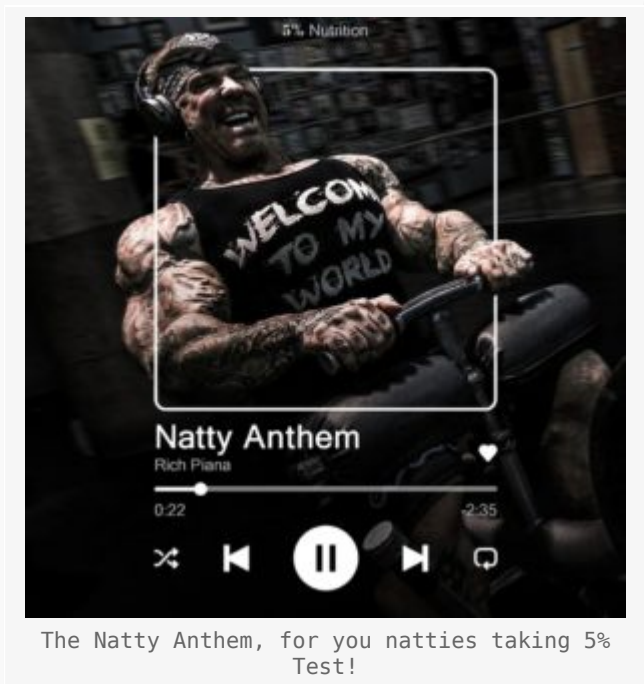 5% Nutrition
WELCOME
TO MY
WORLD
Natty Anthem
Rich Piana
0:22
-2:35
The Natty Anthem, for you natties taking 5%
Test!